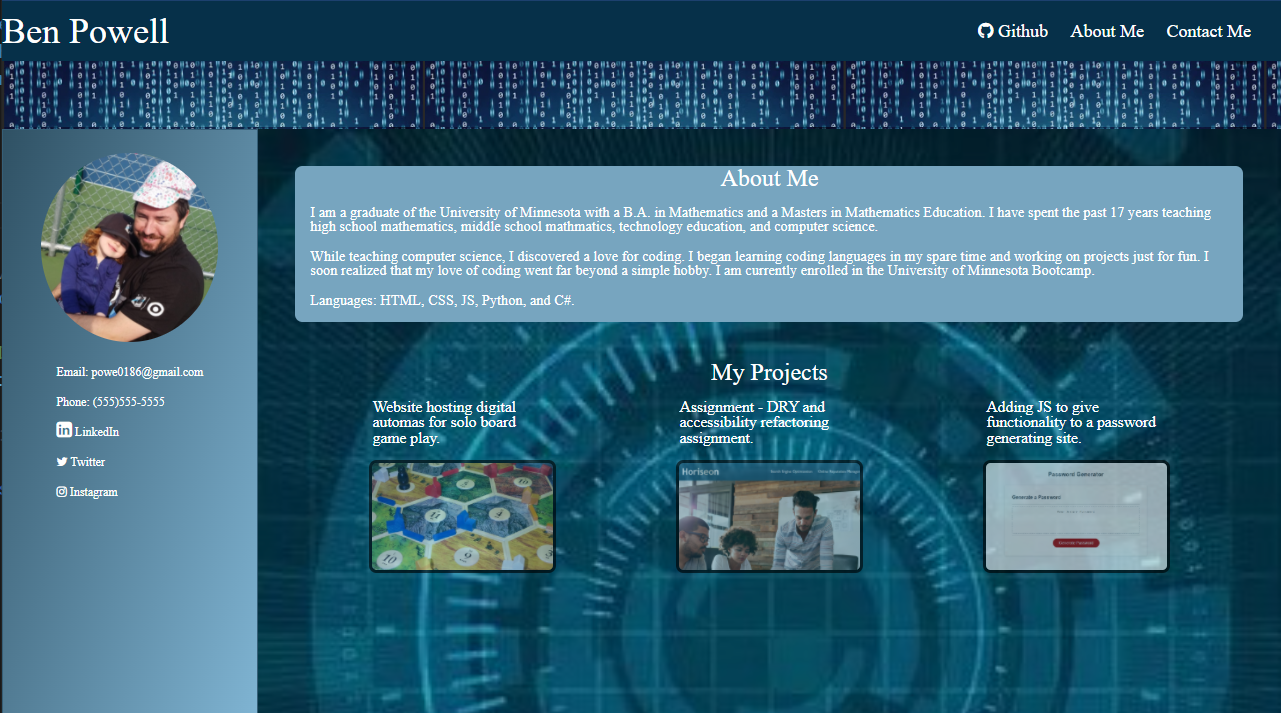 Ben Powell
Github About Me Contact Me
Email: powe0186@gmail.com
Phone: (555)555-5555
LinkedIn
Twitter
Instagram
About Me
I am a graduate of the University of Minnesota with a B.A. in Mathematics and a Masters in Mathematics Education. I have spent the past 17 years teaching
high school mathematics, middle school mathmatics, technology education, and computer science.
While teaching computer science, I discovered a love for coding. I began learning coding languages in my spare time and working on projects just for fun. I
soon realized that my love of coding went far beyond a simple hobby. I am currently enrolled in the University of Minnesota Bootcamp.
Languages: HTML, CSS, JS, Python, and C#.
My Projects
Website hosting digital
automas for solo board
game play.
Assignment - DRY and
accessibility refactoring
assignment.
Adding JS to give
functionality to a password
generating site.
Horiseon
Password Generator
Generate a Password